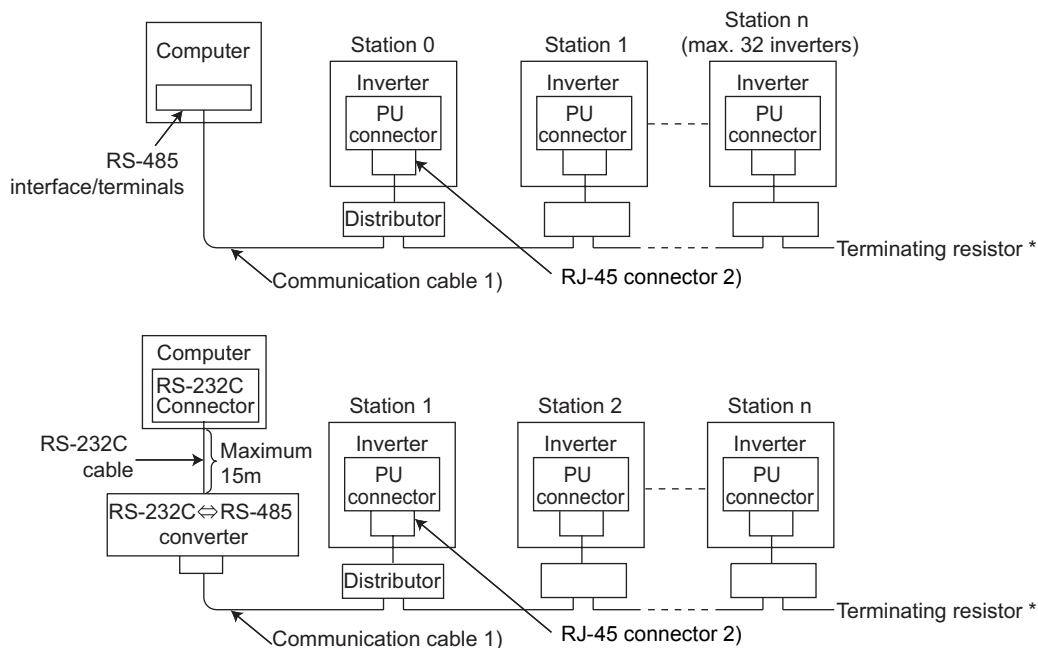 Computer
RS-485
interface/terminals
Station 0
Inverter
PU
connector
Distributor
Station 1
Inverter
PU
connector
Station n
(max. 32 inverters)
Inverter
PU
connector
Terminating resistor *
Communication cable 1)
RJ-45 connector 2)
Computer
RS-232C
Connector
RS-232C
cable
Maximum
15m
RS-232C⇔RS-485
converter
Station 1
Inverter
PU
connector
Distributor
Station 2
Inverter
PU
connector
Station n
Inverter
PU
connector
Terminating resistor *
Communication cable 1)
RJ-45 connector 2)